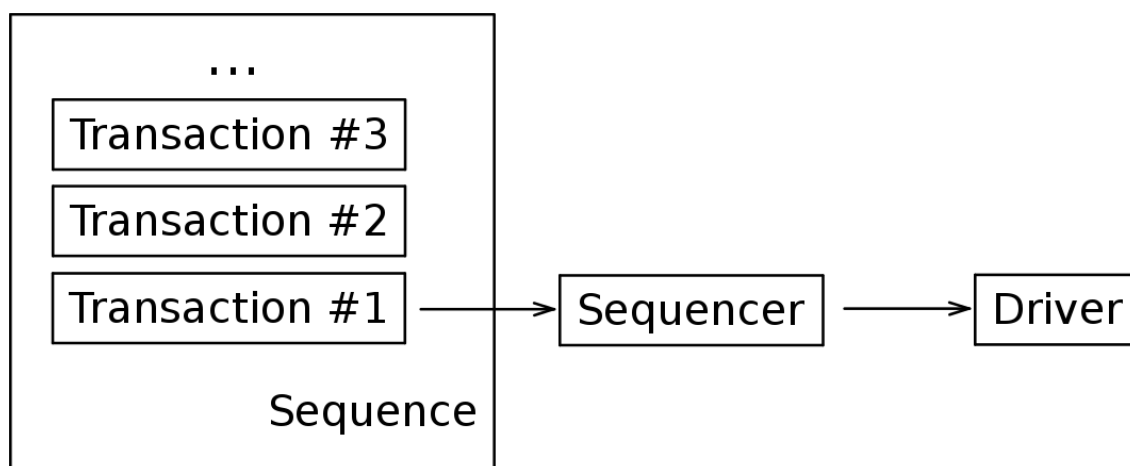 ...
Transaction #3
Transaction #2
Transaction #1
Sequencer
Driver
Sequence